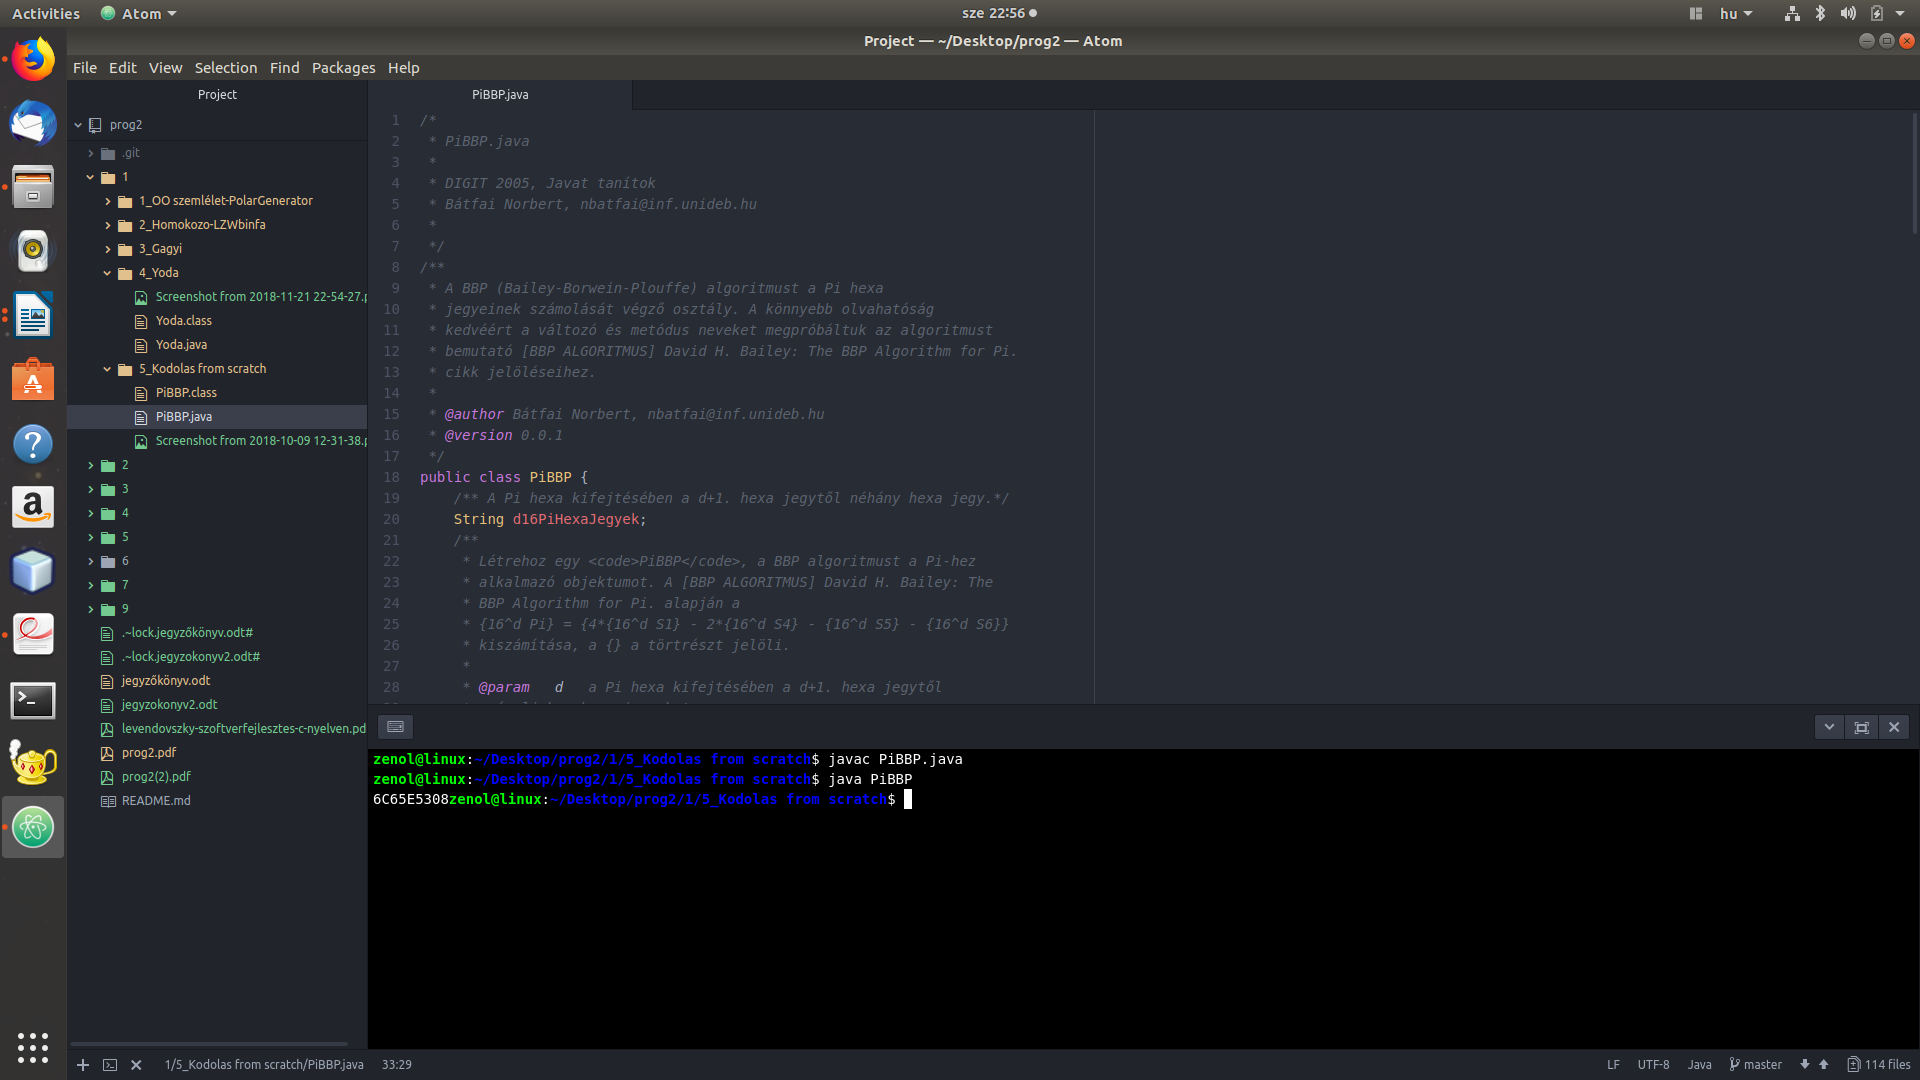 Activities Atom sze 22:56 hu
Project — ~/Desktop/prog2 — Atom
File Edit View Selection Find Packages Help
Project
prog2
.git
1
1_OO szemlélet-PolarGenerator
2_Homokozo-LZWbinfa
3_Gagyi
4_Yoda
Screenshot from 2018-11-21 22-54-27.p
Yoda.class
Yoda.java
5_Kodolas from scratch
PiBBP.class
PiBBP.java
Screenshot from 2018-10-09 12-31-38.p
2
3
4
5
6
7
9
.~lock.jegyzőkönyv.odt#
.~lock.jegyzokonyv2.odt#
jegyzőkönyv.odt
jegyzokonyv2.odt
levendovszky-szoftverfejlesztes-c-nyelven.pd
prog2.pdf
prog2(2).pdf
README.md
PiBBP.java
1 /*
2 * PiBBP.java
3 *
4 * DIGIT 2005, Javat tanítok
5 * Bátfai Norbert, nbatfai@inf.unideb.hu
6 *
7 */
8 /**
9 * A BBP (Bailey-Borwein-Plouffe) algoritmust a Pi hexa
10 * jegyeinek számolását végző osztály. A könnyebb olvahatóság
11 * kedvéért a változó és metódus neveket megpróbáltuk az algoritmust
12 * bemutató [BBP ALGORITMUS] David H. Bailey: The BBP Algorithm for Pi.
13 * cikk jelöléseihez.
14 *
15 * @author Bátfai Norbert, nbatfai@inf.unideb.hu
16 * @version 0.0.1
17 */
18 public class PiBBP {
19 /** A Pi hexa kifejtésében a d+1. hexa jegytől néhány hexa jegy.*/
20 String d16PiHexaJegyek;
21 /**
22 * Létrehoz egy <code>PiBBP</code>, a BBP algoritmust a Pi-hez
23 * alkalmazó objektumot. A [BBP ALGORITMUS] David H. Bailey: The
24 * BBP Algorithm for Pi. alapján a
25 * {16^d Pi} = {4*{16^d S1} - 2*{16^d S4} - {16^d S5} - {16^d S6}}
26 * kiszámítása, a {} a törtrészt jelöli.
27 *
28 * @param d a Pi hexa kifejtésében a d+1. hexa jegytől
zenol@linux:~/Desktop/prog2/1/5_Kodolas from scratch$ javac PiBBP.java
zenol@linux:~/Desktop/prog2/1/5_Kodolas from scratch$ java PiBBP
6C65E5308zenol@linux:~/Desktop/prog2/1/5_Kodolas from scratch$
1/5_Kodolas from scratch/PiBBP.java 33:29 LF UTF-8 Java master 114 files